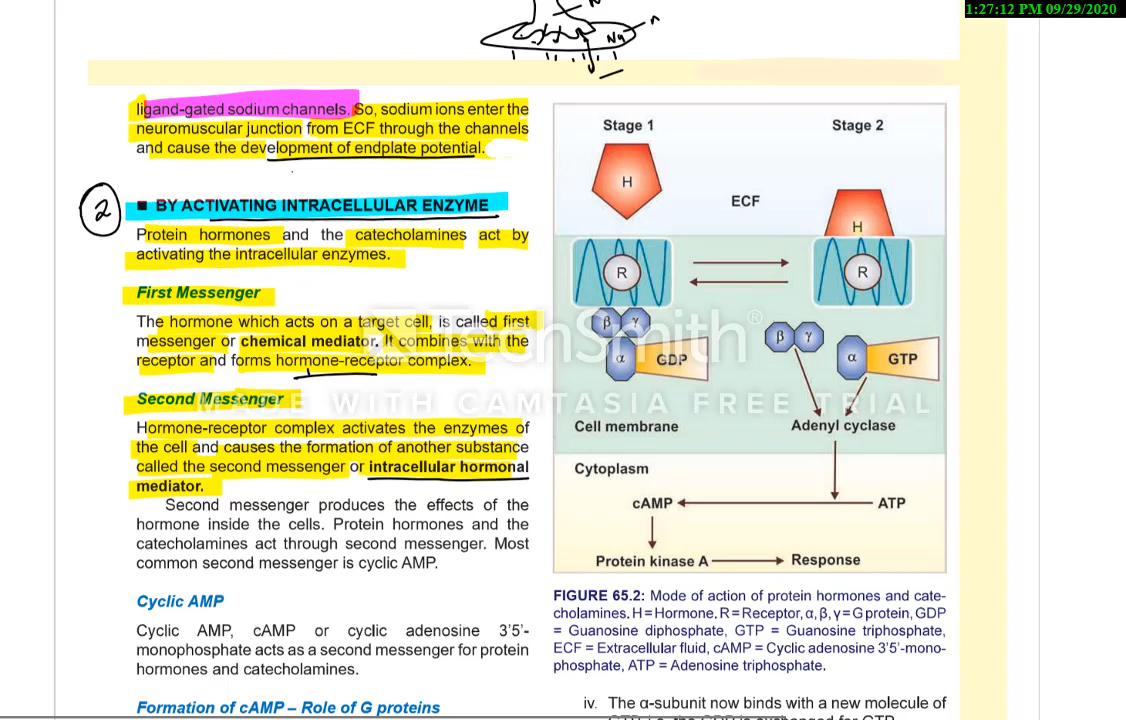 1:27:12 PM 09/29/2020
Na
ligand-gated sodium channels. So, sodium ions enter the
neuromuscular junction from ECF through the channels
and cause the development of endplate potential.
2
■ BY ACTIVATING INTRACELLULAR ENZYME
Protein hormones and the catecholamines act by
activating the intracellular enzymes.
First Messenger
The hormone which acts on a target cell, is called first
messenger or chemical mediator. It combines with the
receptor and forms hormone-receptor complex.
Second Messenger
Hormone-receptor complex activates the enzymes of
the cell and causes the formation of another substance
called the second messenger or intracellular hormonal
mediator.
Second messenger produces the effects of the
hormone inside the cells. Protein hormones and the
catecholamines act through second messenger. Most
common second messenger is cyclic AMP.
Cyclic AMP
Cyclic AMP, cAMP or cyclic adenosine 3'5'-
monophosphate acts as a second messenger for protein
hormones and catecholamines.
Formation of cAMP – Role of G proteins
Stage 1
Stage 2
H
ECF
H
R
R
β γ
β γ
α GDP
α GTP
Cell membrane
Adenyl cyclase
Cytoplasm
cAMP
ATP
Protein kinase A
Response
FIGURE 65.2: Mode of action of protein hormones and cate-
cholamines. H = Hormone. R = Receptor, α, β, γ = G protein, GDP
= Guanosine diphosphate, GTP = Guanosine triphosphate,
ECF = Extracellular fluid, cAMP = Cyclic adenosine 3'5'-mono-
phosphate, ATP = Adenosine triphosphate.
iv. The α-subunit now binds with a new molecule of
TechSmith®
MADE WITH CAMTASIA FREE TRIAL